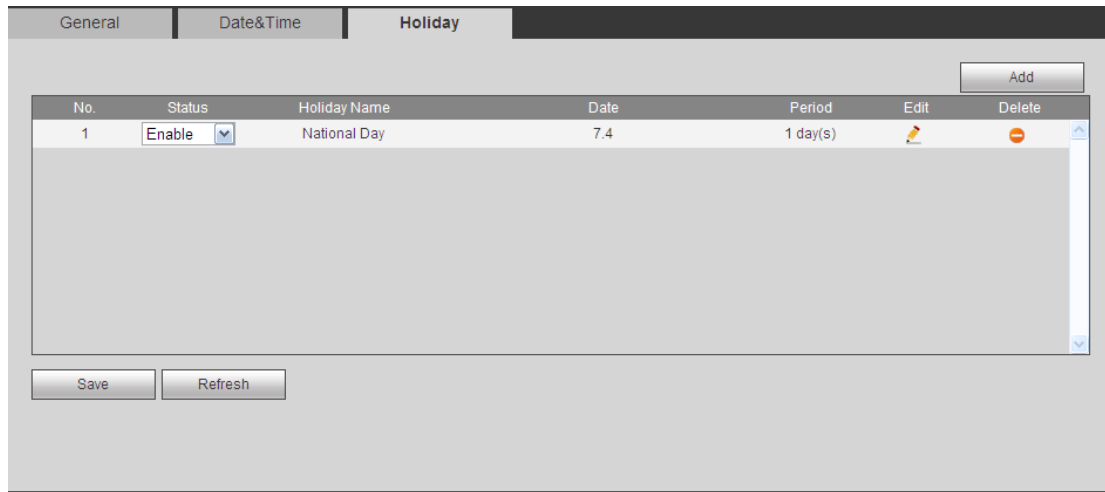 General Date&Time Holiday
Add
No. Status Holiday Name Date Period Edit Delete
1 Enable National Day 7.4 1 day(s)
Save Refresh